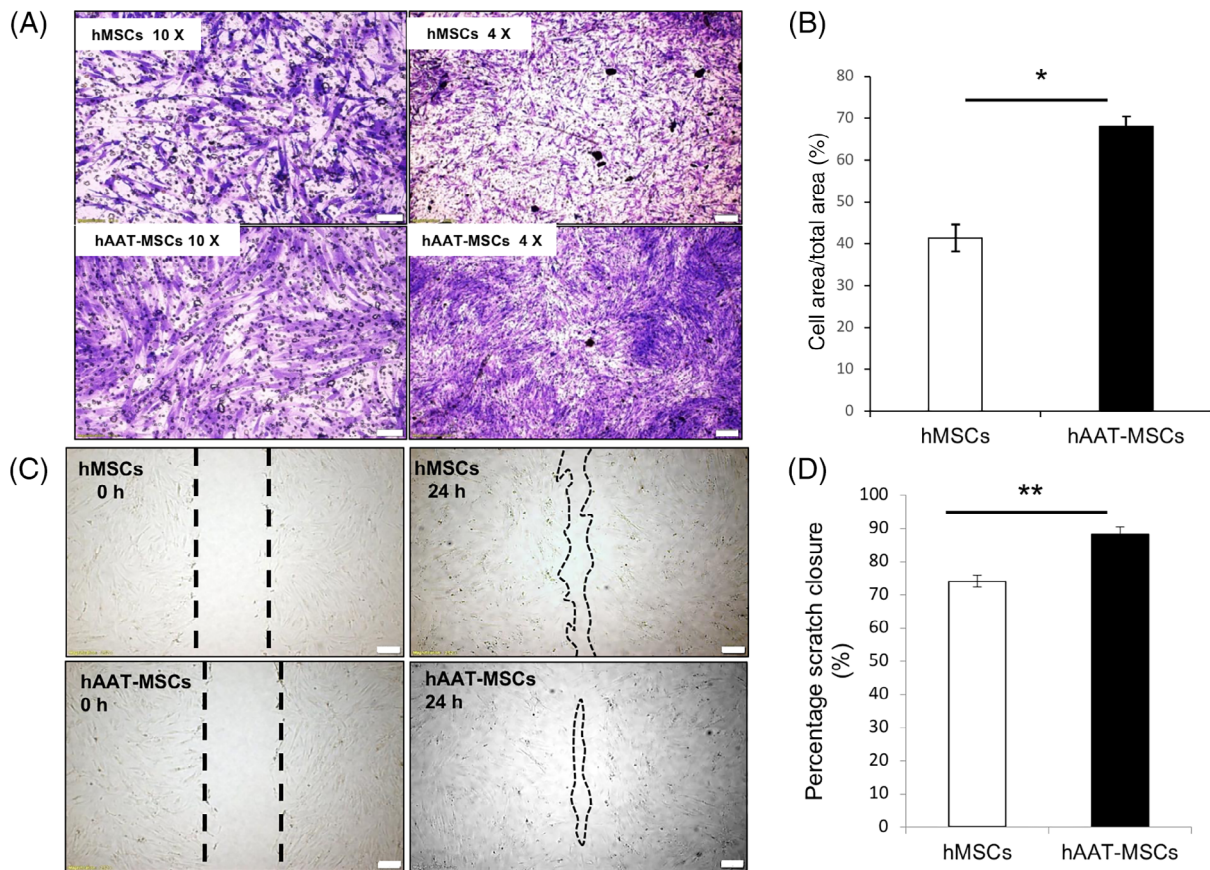 (A)
hMSCs 10 X
hMSCs 4 X
hAAT-MSCs 10 X
hAAT-MSCs 4 X
(B)
*
80
70
60
50
40
30
20
10
0
Cell area/total area (%)
hMSCs
hAAT-MSCs
(C)
hMSCs
0 h
hMSCs
24 h
hAAT-MSCs
0 h
hAAT-MSCs
24 h
(D)
**
100
90
80
70
60
50
40
30
20
10
0
Percentage scratch closure
(%)
hMSCs
hAAT-MSCs